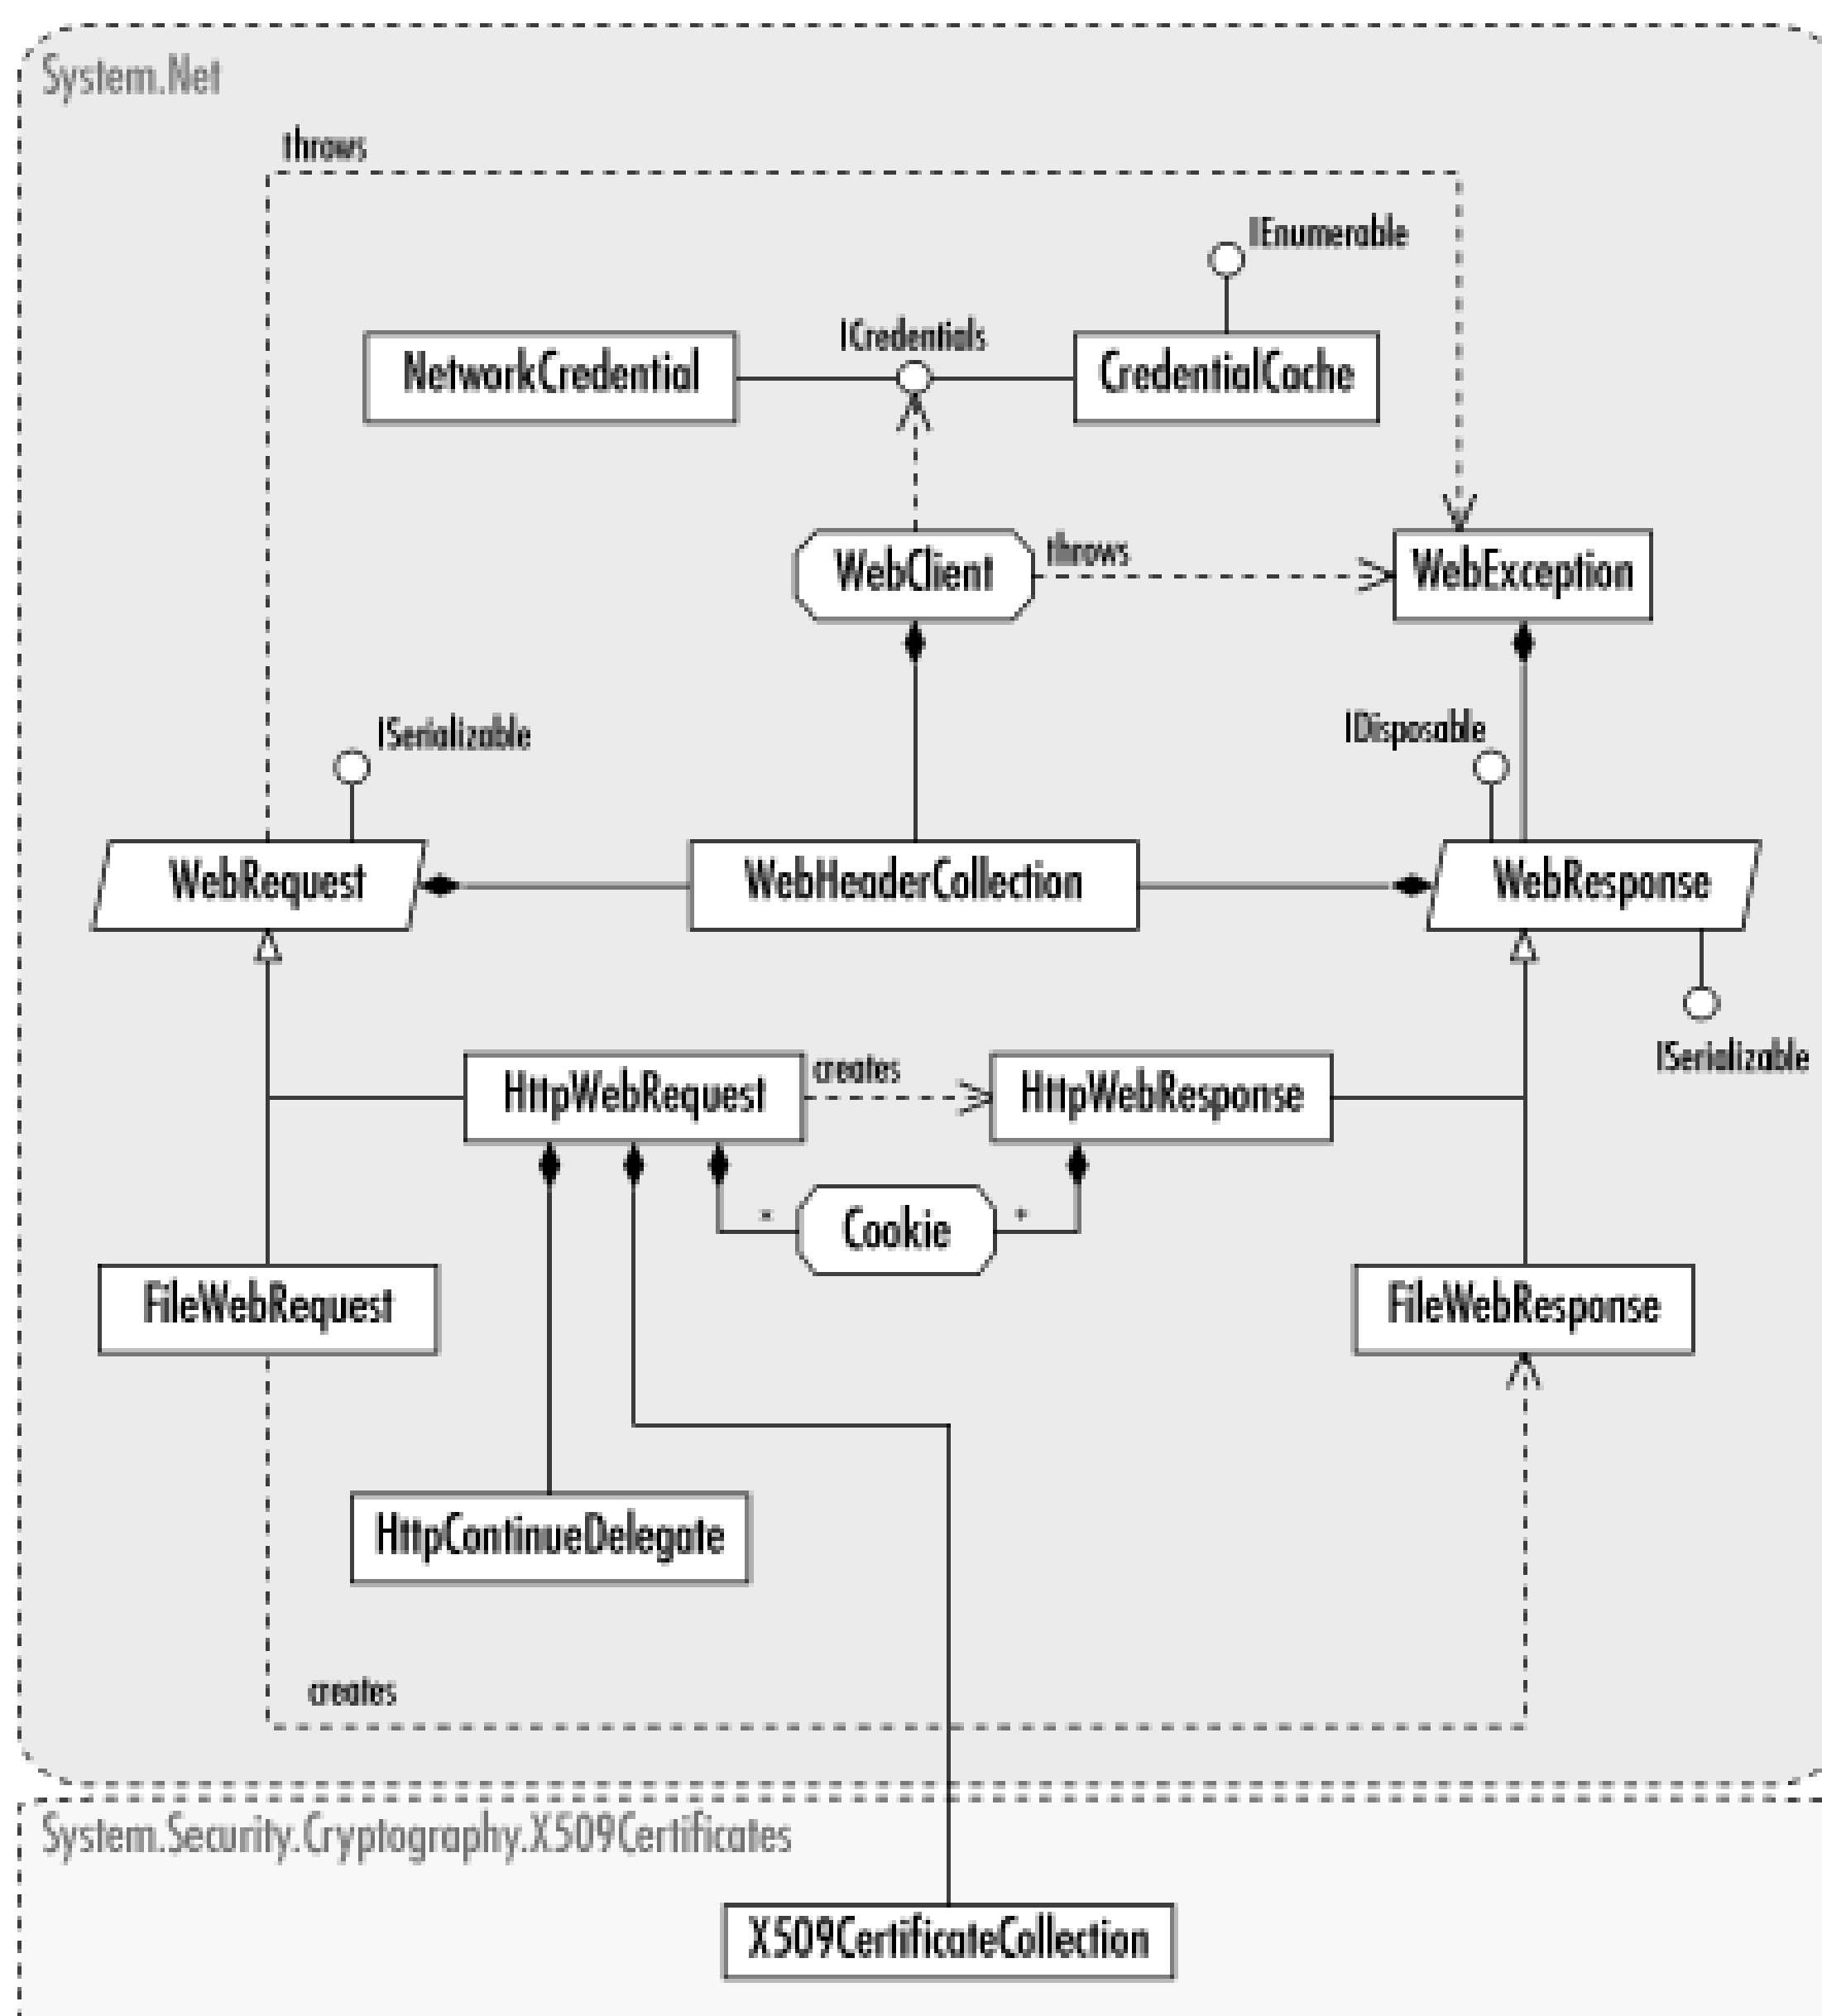 System.Net
throws
IEnumerable
ICredentials
NetworkCredential
CredentialCache
WebClient
throws
WebException
ISerializable
IDisposable
WebRequest
WebHeaderCollection
WebResponse
ISerializable
HttpWebRequest
creates
HttpWebResponse
*
Cookie
*
FileWebRequest
FileWebResponse
HttpContinueDelegate
creates
System.Security.Cryptography.X509Certificates
X509CertificateCollection